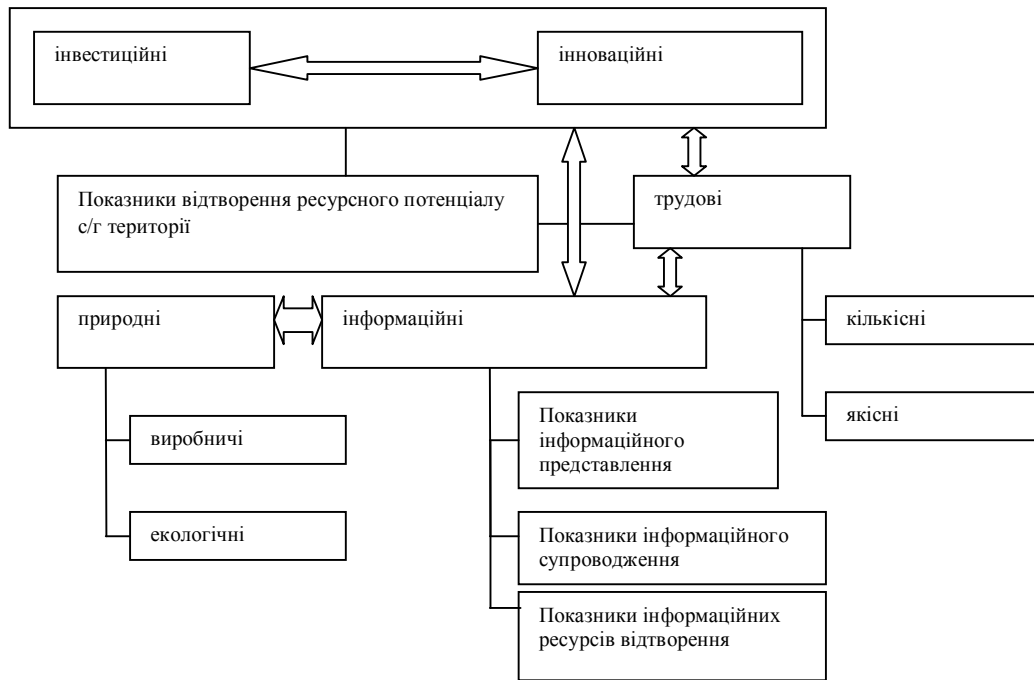 інвестиційні
інноваційні
Показники відтворення ресурсного потенціалу
с/г території
трудові
природні
інформаційні
кількісні
якісні
виробничі
екологічні
Показники
інформаційного
представлення
Показники інформаційного
супроводження
Показники інформаційних
ресурсів відтворення